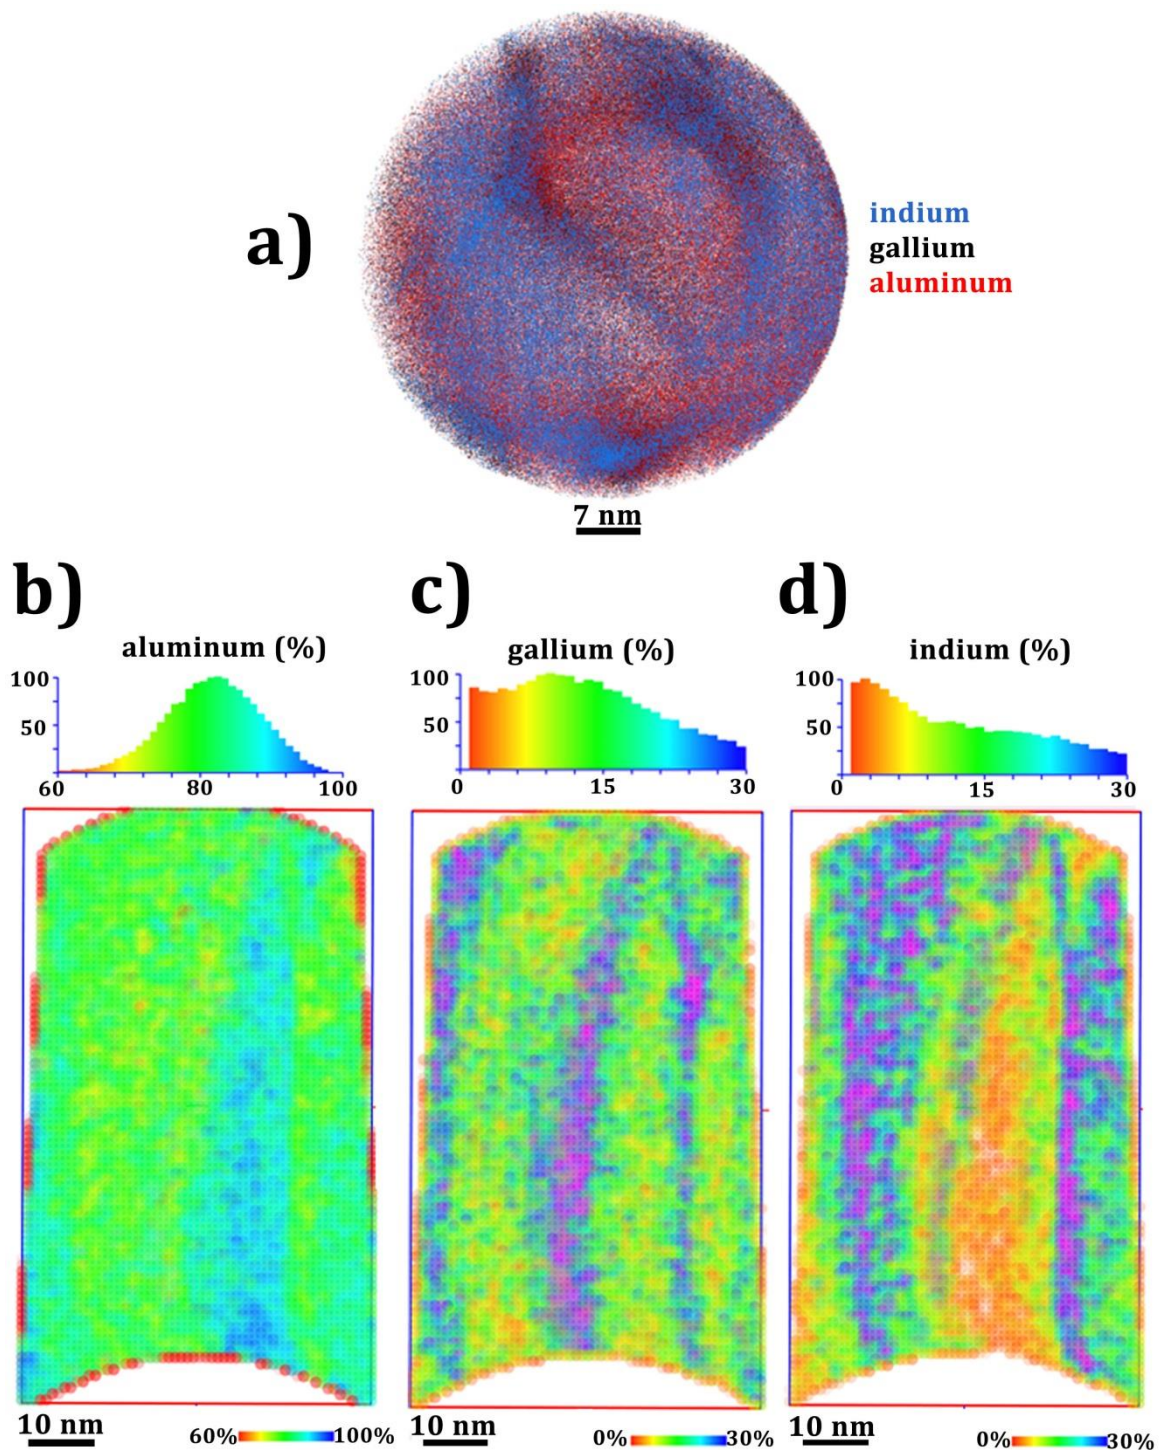 a)
indium
gallium
aluminum
7 nm
b)
c)
d)
aluminum (%)
gallium (%)
indium (%)
100
50
60
80
100
100
50
0
15
30
100
50
0
15
30
10 nm
60% 100%
10 nm
0% 30%
10 nm
0% 30%